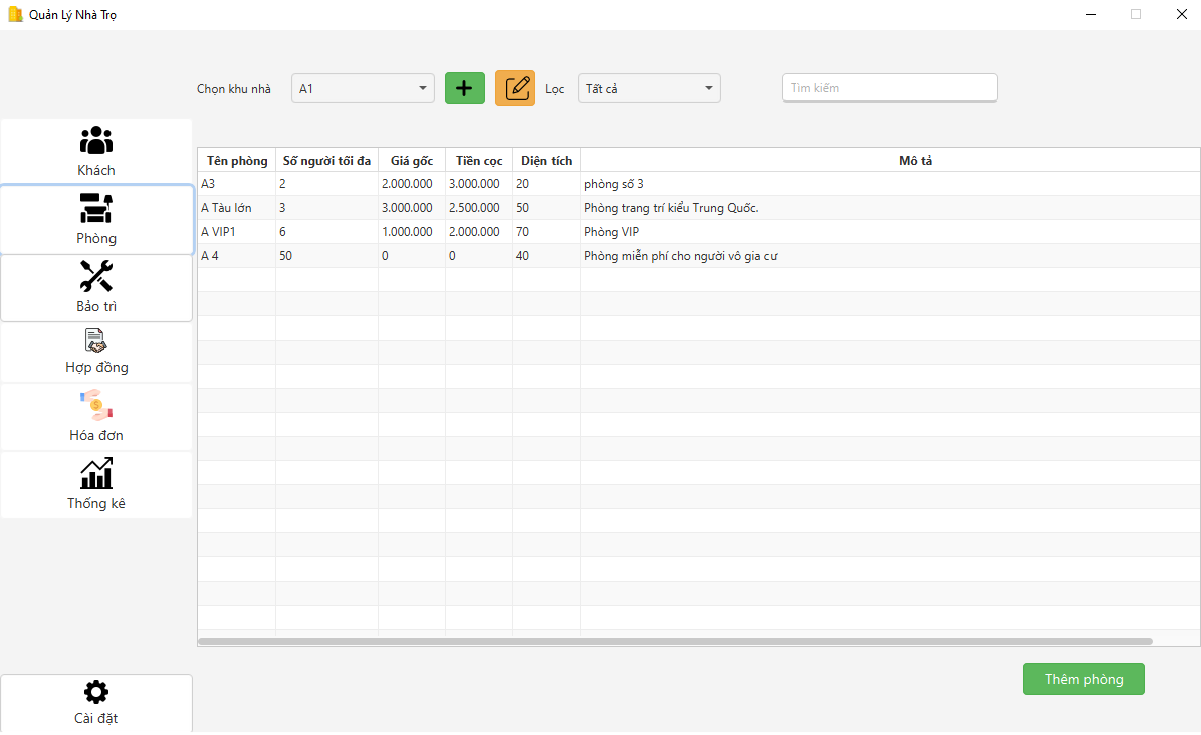 Quản Lý Nhà Trọ
Chọn khu nhà A1 Lọc Tất cả Tìm kiếm
Khách
Phòng
Bảo trì
Hợp đồng
Hóa đơn
Thống kê
Cài đặt
Tên phòng Số người tối đa Giá gốc Tiền cọc Diện tích Mô tả
A3 2 2.000.000 3.000.000 20 phòng số 3
A Tàu lớn 3 3.000.000 2.500.000 50 Phòng trang trí kiểu Trung Quốc.
A VIP1 6 1.000.000 2.000.000 70 Phòng VIP
A 4 50 0 0 40 Phòng miễn phí cho người vô gia cư
Thêm phòng